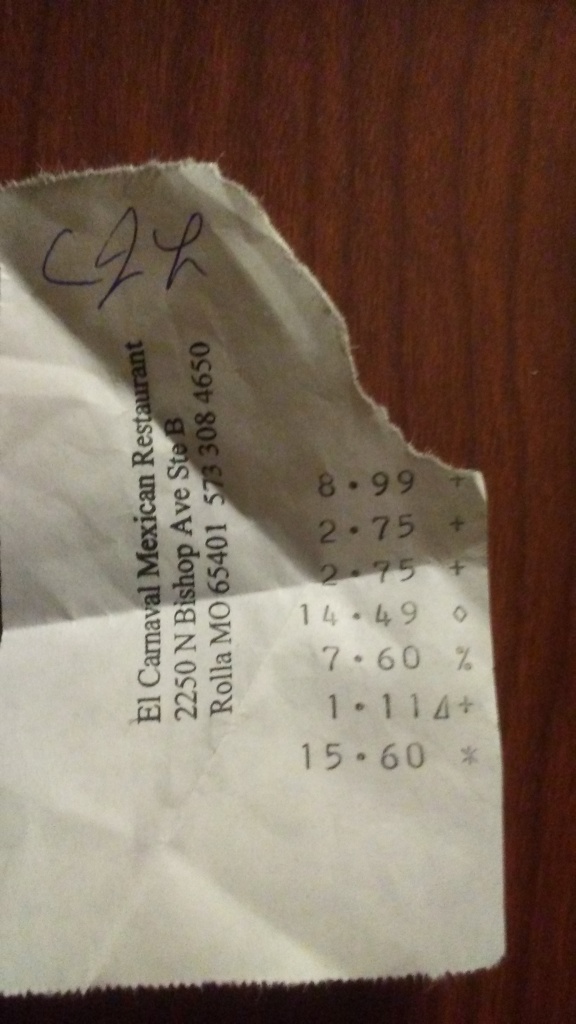 El Carnaval Mexican Restaurant
2250 N Bishop Ave Ste B
Rolla MO 65401 573 308 4650
8.99 +
2.75 +
2.75 +
14.49 ◊
7.60 %
1.11Δ+
15.60 *